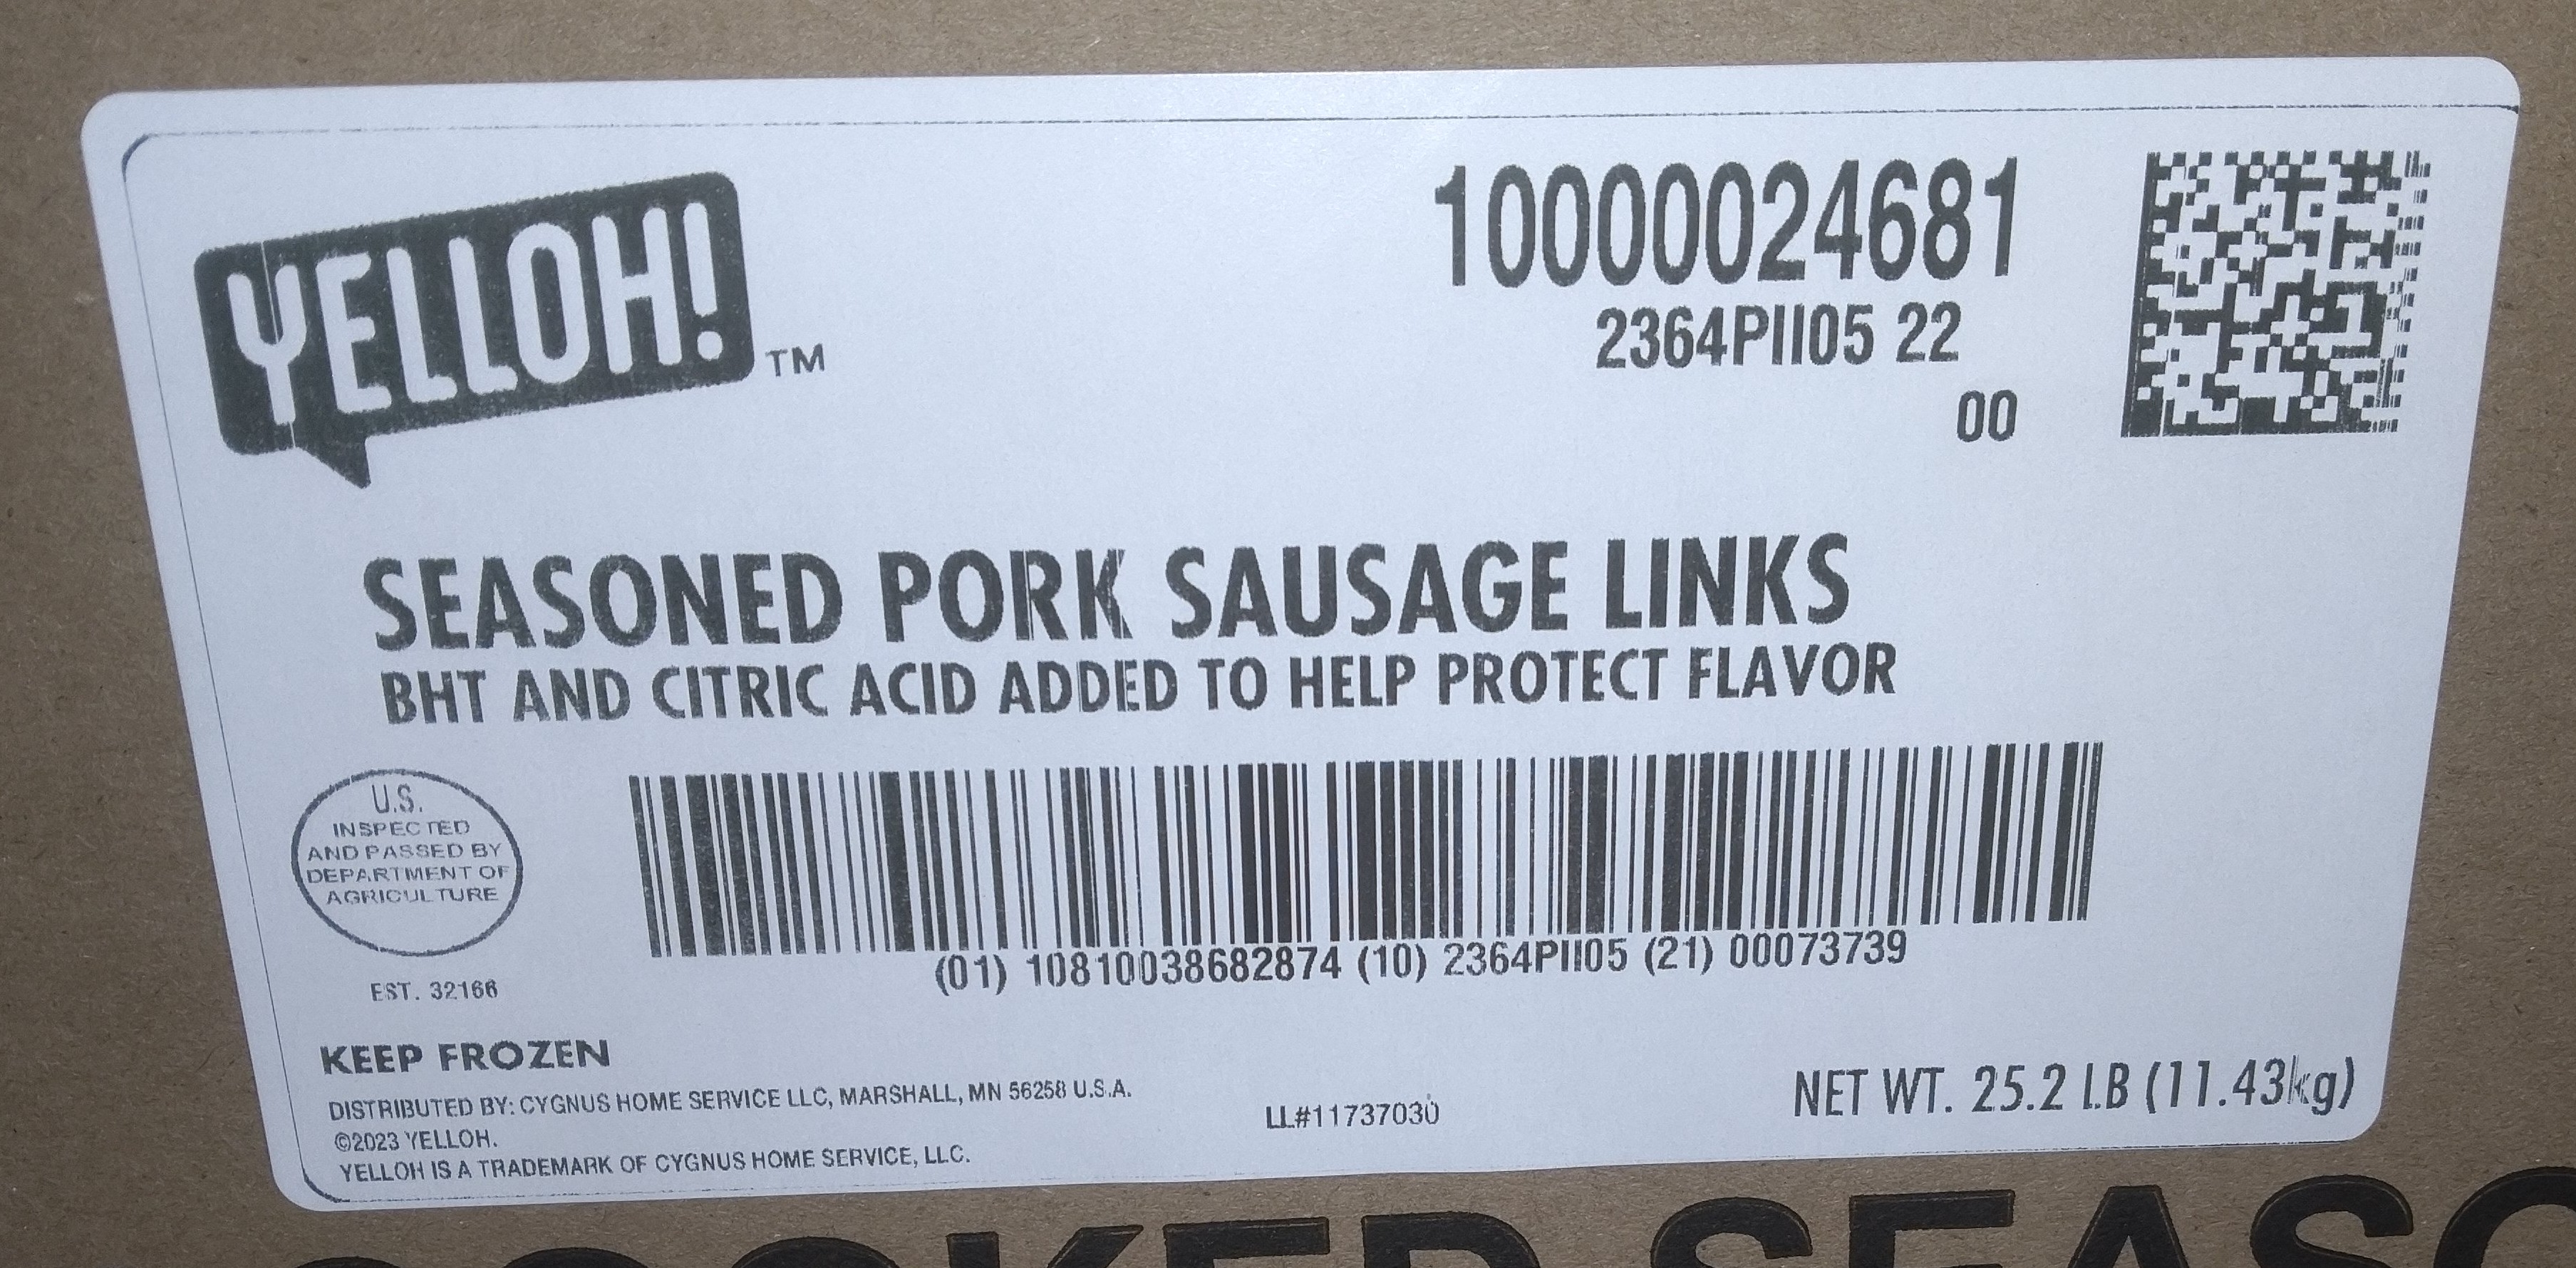 YELLOH! TM
10000024681
2364PII05 22
00
SEASONED PORK SAUSAGE LINKS
BHT AND CITRIC ACID ADDED TO HELP PROTECT FLAVOR
U.S.
INSPECTED
AND PASSED BY
DEPARTMENT OF
AGRICULTURE
EST. 32166
(01) 10810038682874 (10) 2364PII05 (21) 00073739
KEEP FROZEN
DISTRIBUTED BY: CYGNUS HOME SERVICE LLC, MARSHALL, MN 56258 U.S.A.
©2023 YELLOH.
YELLOH IS A TRADEMARK OF CYGNUS HOME SERVICE, LLC.
LL#11737030
NET WT. 25.2 LB (11.43kg)